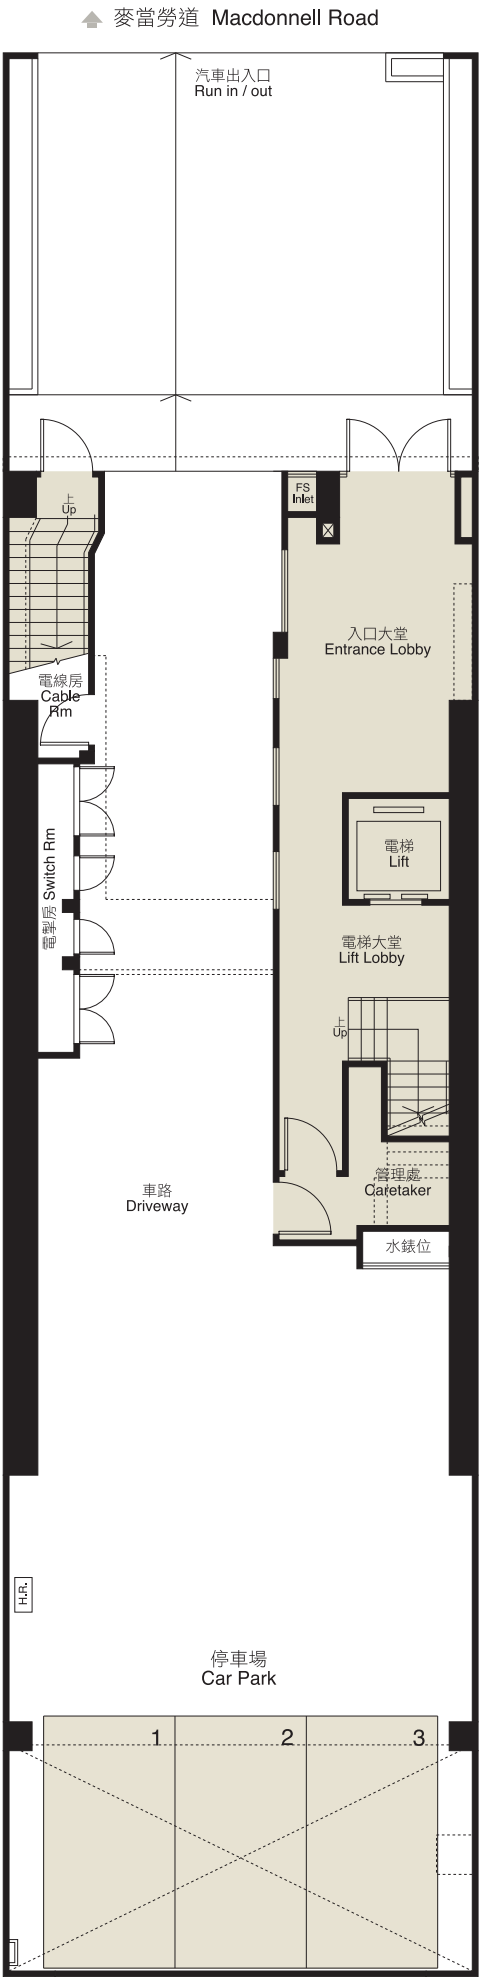 麥當勞道 Macdonnell Road
汽車出入口
Run in / out
上
Up
FS
Inlet
入口大堂
Entrance Lobby
電線房
Cable
Rm
電掣房 Switch Rm
電梯
Lift
電梯大堂
Lift Lobby
上
Up
管理處
Caretaker
車路
Driveway
水錶位
H.R.
停車場
Car Park
1 2 3